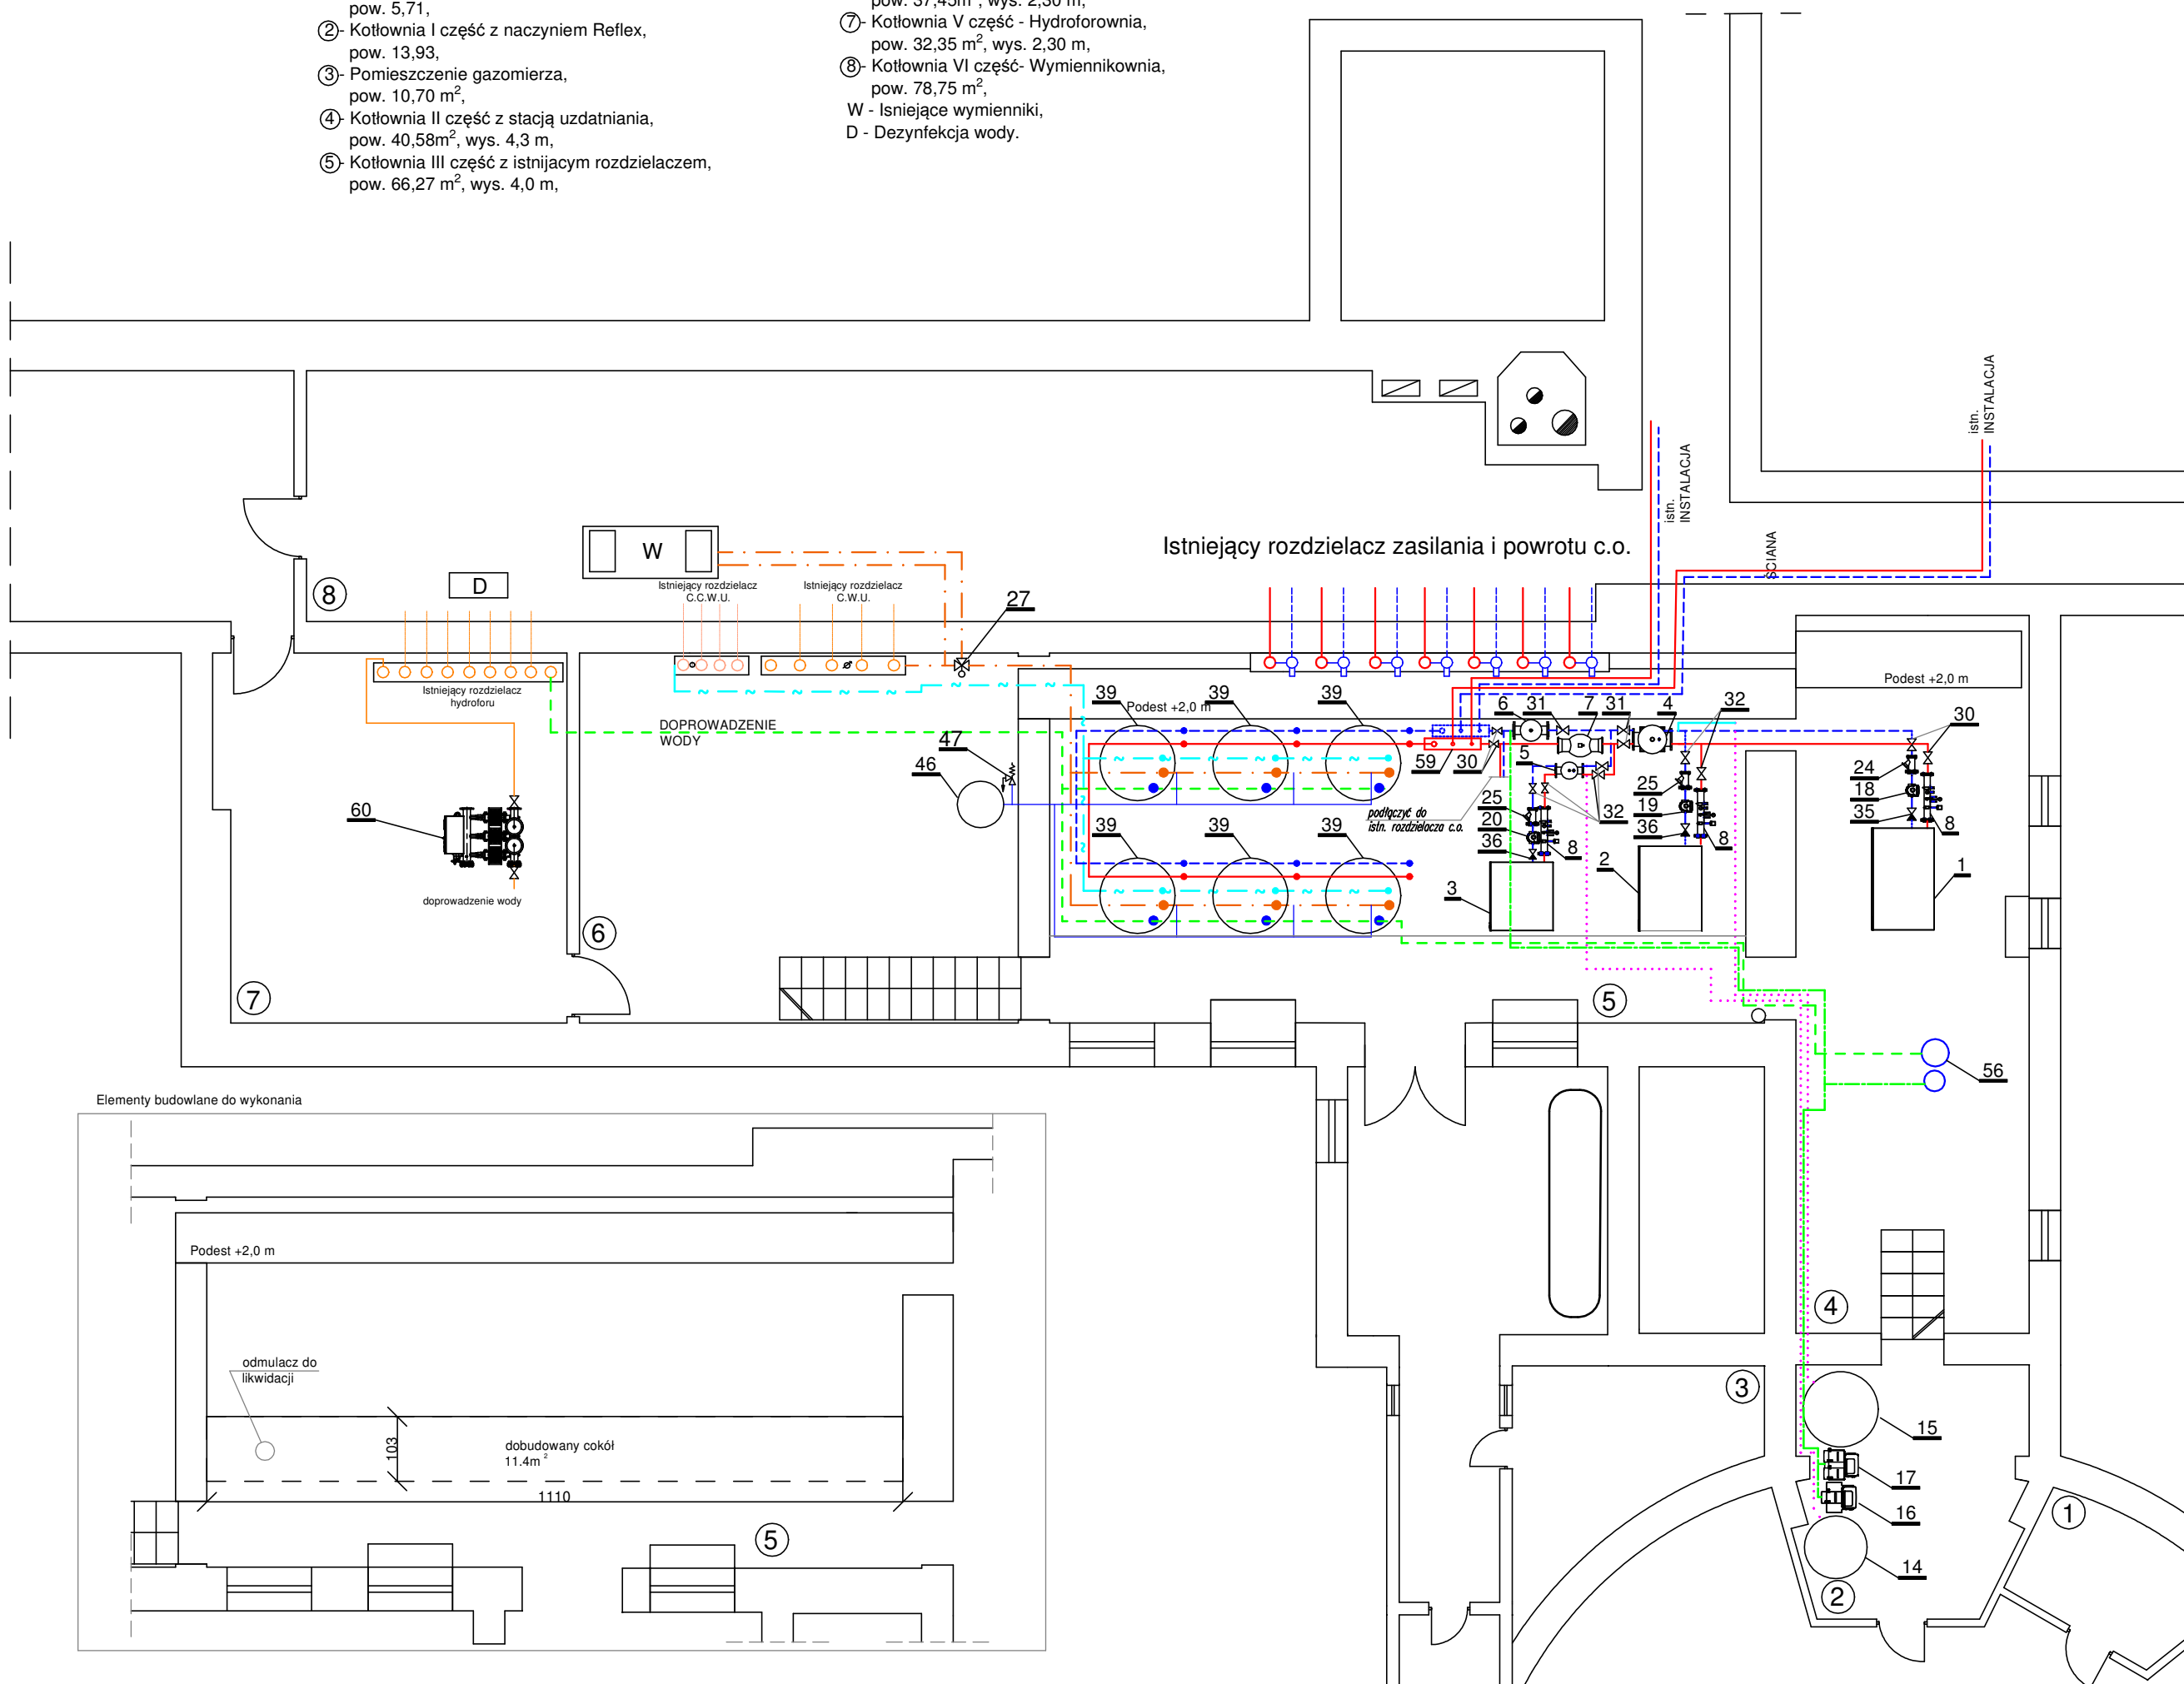 pow. 5,71,
②- Kotłownia I część z naczyniem Reflex,
pow. 13,93,
③- Pomieszczenie gazomierza,
pow. 10,70 m²,
④- Kotłownia II część z stacją uzdatniania,
pow. 40,58m², wys. 4,3 m,
⑤- Kotłownia III część z istnijacym rozdzielaczem,
pow. 66,27 m², wys. 4,0 m,
pow. 37,45m², wys. 2,30 m,
⑦- Kotłownia V część - Hydroforownia,
pow. 32,35 m², wys. 2,30 m,
⑧- Kotłownia VI część- Wymiennikownia,
pow. 78,75 m²,
W - Isniejące wymienniki,
D - Dezynfekcja wody.
istn.
INSTALACJA
istn.
INSTALACJA
ŚCIANA
Istniejący rozdzielacz zasilania i powrotu c.o.
W
D
8
Istniejący rozdzielacz
C.C.W.U.
Istniejący rozdzielacz
C.W.U.
27
Istniejący rozdzielacz
hydroforu
DOPROWADZENIE
WODY
Podest +2,0 m
Podest +2,0 m
39
39
39
6
31
7
31
4
32
30
47
46
59
30
5
24
25
18
25
19
35
8
60
podłączyć do
istn. rozdzielacza c.o.
20
32
36
36
8
8
39
39
39
2
1
3
doprowadzenie wody
6
7
5
56
Elementy budowlane do wykonania
Podest +2,0 m
odmulacz do
likwidacji
103
dobudowany cokół
11.4m ²
1110
5
4
3
15
17
16
1
14
2